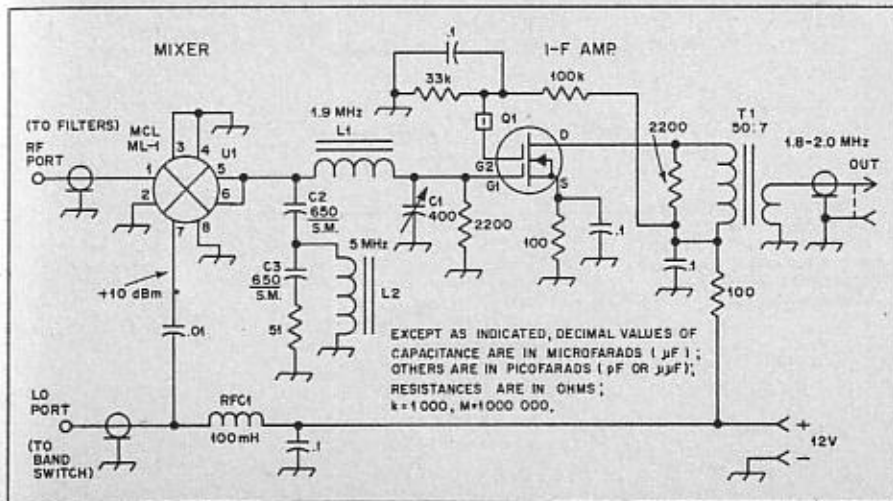 MIXER
I-F AMP.
.1
33k
100k
(TO FILTERS)
RF
PORT
MCL
ML-1
3
4
U1
1
5
2
6
7
8
1.9 MHz
L1
Q1
D
G2
G1
S
2200
T1
50:7
1.8-2.0 MHz
OUT
C2
650
S.M.
C1
400
2200
100
.1
.1
100
5 MHz
C3
650
S.M.
L2
51
+10 dBm
.01
EXCEPT AS INDICATED, DECIMAL VALUES OF
CAPACITANCE ARE IN MICROFARADS (µF);
OTHERS ARE IN PICOFARADS (pF OR µµF);
RESISTANCES ARE IN OHMS;
k=1000, M=1000 000.
LO
PORT
(TO
BAND
SWITCH)
RFC1
100mH
.1
+
12V
-